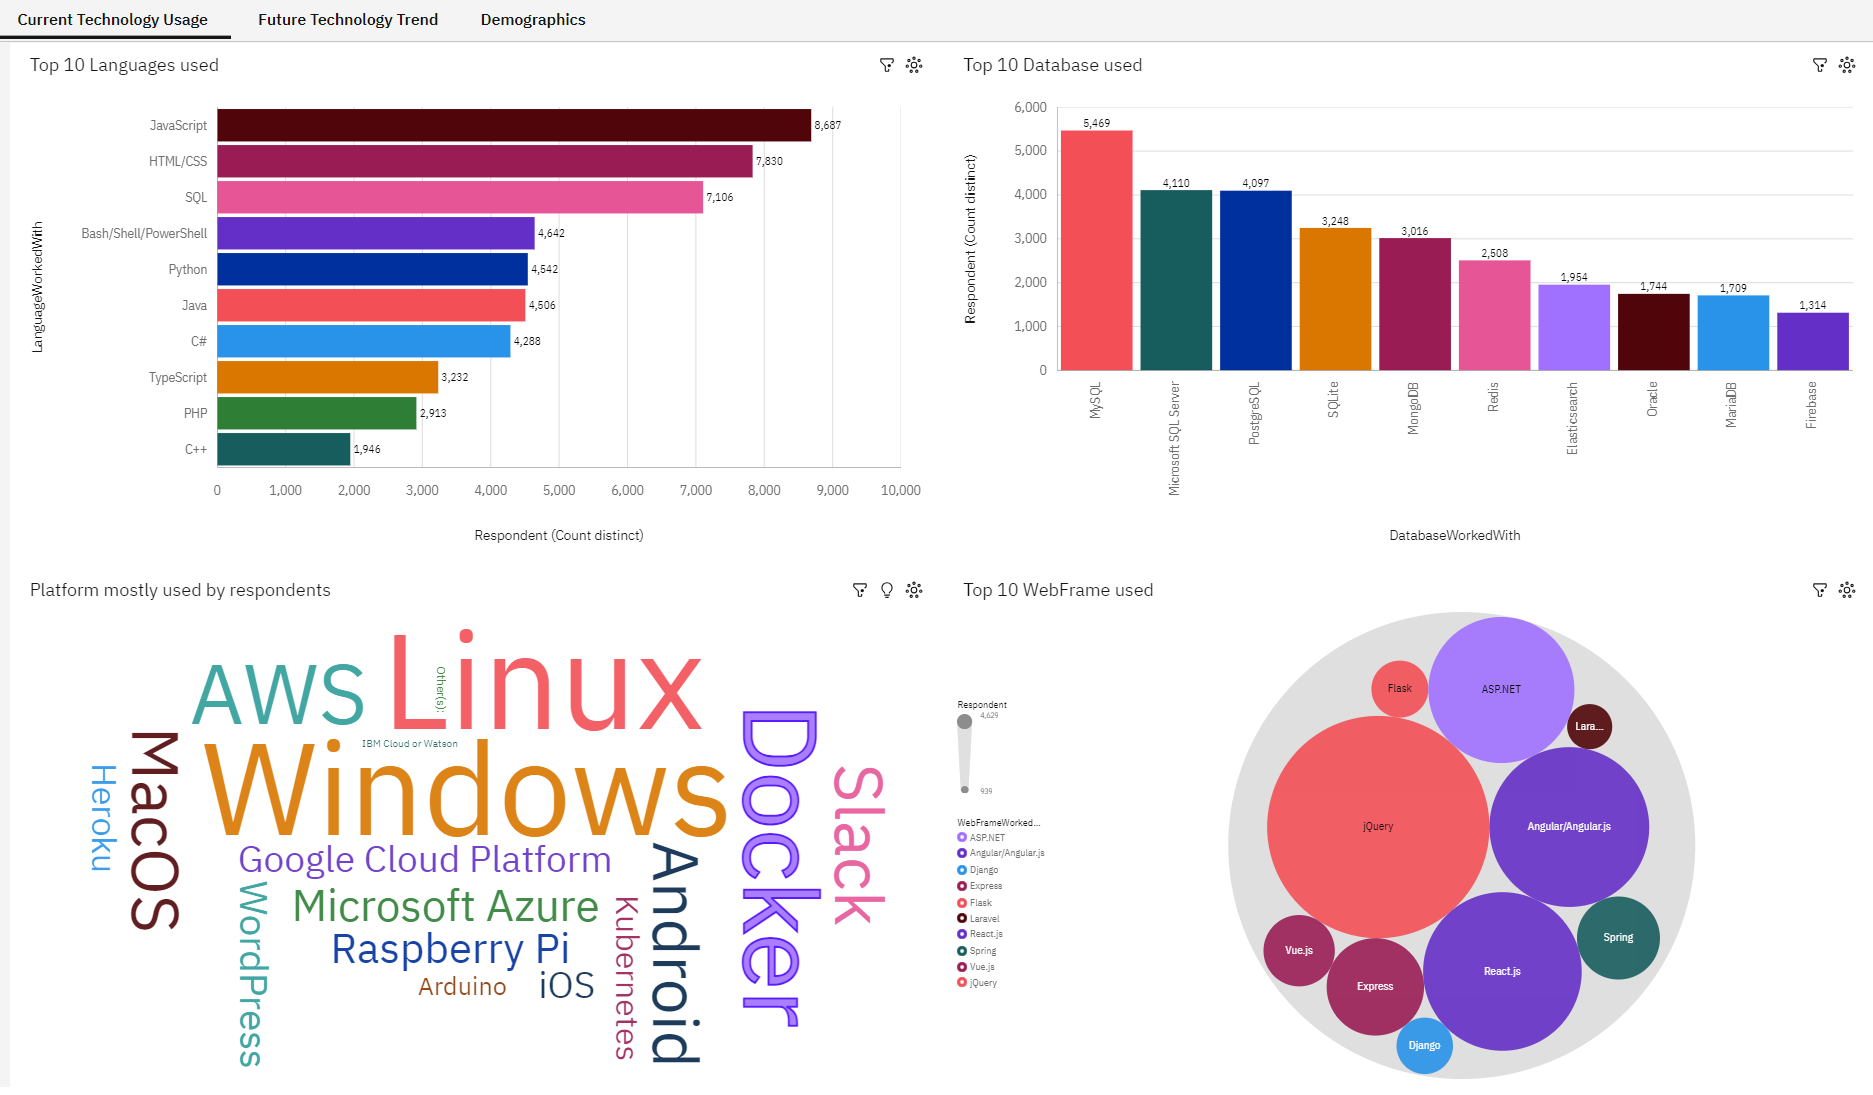 Current Technology Usage Future Technology Trend Demographics
Top 10 Languages used
LanguageWorkedWith
JavaScript 8,687
HTML/CSS 7,830
SQL 7,106
Bash/Shell/PowerShell 4,642
Python 4,542
Java 4,506
C# 4,288
TypeScript 3,232
PHP 2,913
C++ 1,946
0 1,000 2,000 3,000 4,000 5,000 6,000 7,000 8,000 9,000 10,000
Respondent (Count distinct)
Top 10 Database used
Respondent (Count distinct)
6,000
5,000
4,000
3,000
2,000
1,000
0
5,469 4,110 4,097 3,248 3,016 2,508 1,954 1,744 1,709 1,314
MySQL
Microsoft SQL Server
PostgreSQL
SQLite
MongoDB
Redis
Elasticsearch
Oracle
MariaDB
Firebase
DatabaseWorkedWith
Platform mostly used by respondents
AWS
Linux
Other(s):
IBM Cloud or Watson
Windows
Docker
Slack
MacOS
Heroku
Google Cloud Platform
Microsoft Azure
Android
WordPress
Raspberry Pi
Kubernetes
Arduino
iOS
Top 10 WebFrame used
Respondent
4,629
939
WebFrameWorked...
ASP.NET
Angular/Angular.js
Django
Express
Flask
Laravel
React.js
Spring
Vue.js
jQuery
Flask
ASP.NET
Lara...
jQuery
Angular/Angular.js
Vue.js
Express
React.js
Spring
Django